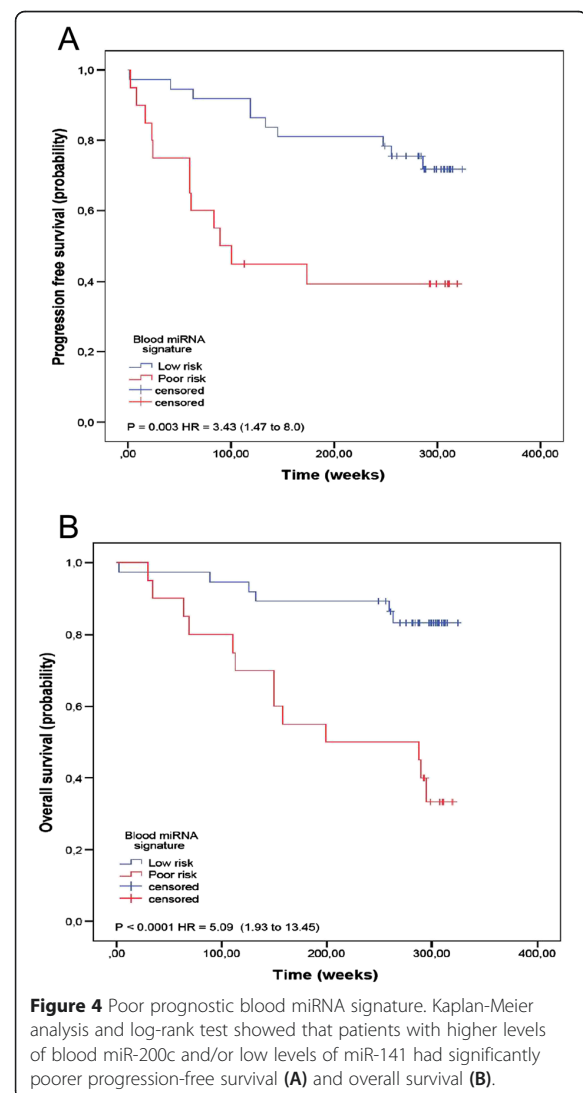 A
1,0
0,8
0,6
0,4
0,2
0,0
Progression free survival (probability)
Blood miRNA
signature
Low risk
Poor risk
censored
censored
P = 0.003 HR = 3.43 (1.47 to 8.0)
,00
100,00
200,00
300,00
400,00
Time (weeks)
B
1,0
0,8
0,6
0,4
0,2
0,0
Overall survival (probability)
Blood miRNA
signature
Low risk
Poor risk
censored
censored
P < 0.0001 HR = 5.09 (1.93 to 13.45)
,00
100,00
200,00
300,00
400,00
Time (weeks)
Figure 4 Poor prognostic blood miRNA signature. Kaplan-Meier
analysis and log-rank test showed that patients with higher levels
of blood miR-200c and/or low levels of miR-141 had significantly
poorer progression-free survival (A) and overall survival (B).